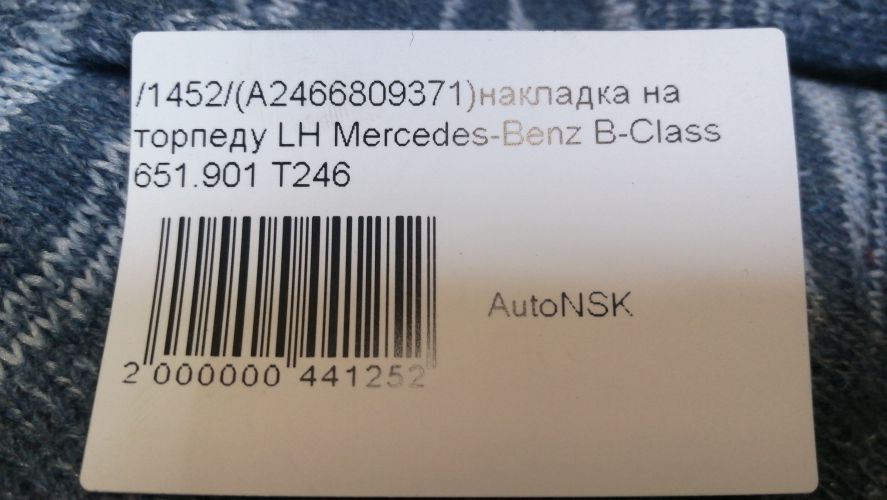 /1452/(A2466809371)накладка на
торпеду LH Mercedes-Benz B-Class
651.901 T246
AutoNSK
2 000000 441252